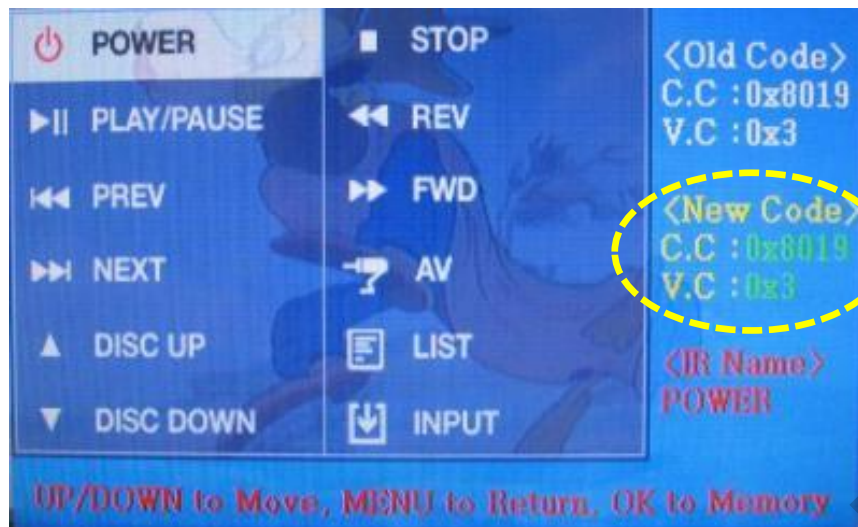 POWER
PLAY/PAUSE
PREV
NEXT
DISC UP
DISC DOWN
STOP
REV
FWD
AV
LIST
INPUT
<Old Code>
C.C :0x8019
V.C :0x3
<New Code>
C.C :0x8019
V.C :0x3
<IR Name>
POWER
UP/DOWN to Move, MENU to Return, OK to Memory